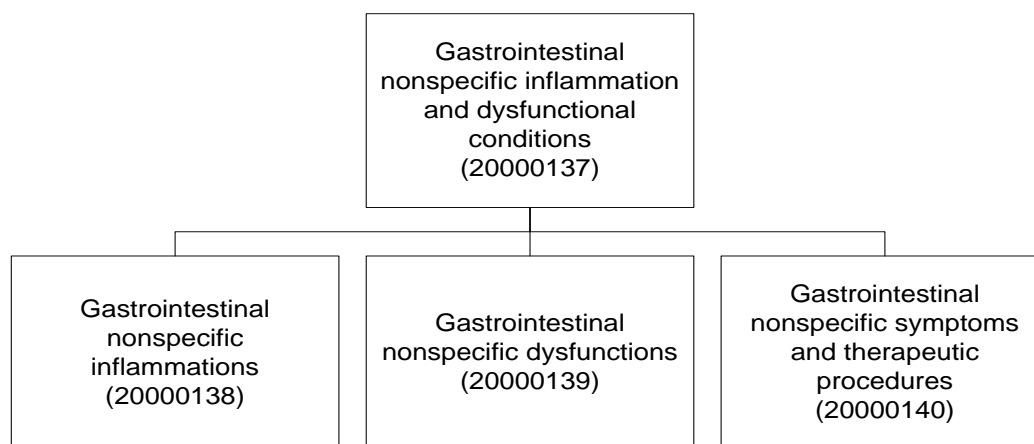 Gastrointestinal
nonspecific inflammation
and dysfunctional
conditions
(20000137)
Gastrointestinal
nonspecific
inflammations
(20000138)
Gastrointestinal
nonspecific dysfunctions
(20000139)
Gastrointestinal
nonspecific symptoms
and therapeutic
procedures
(20000140)